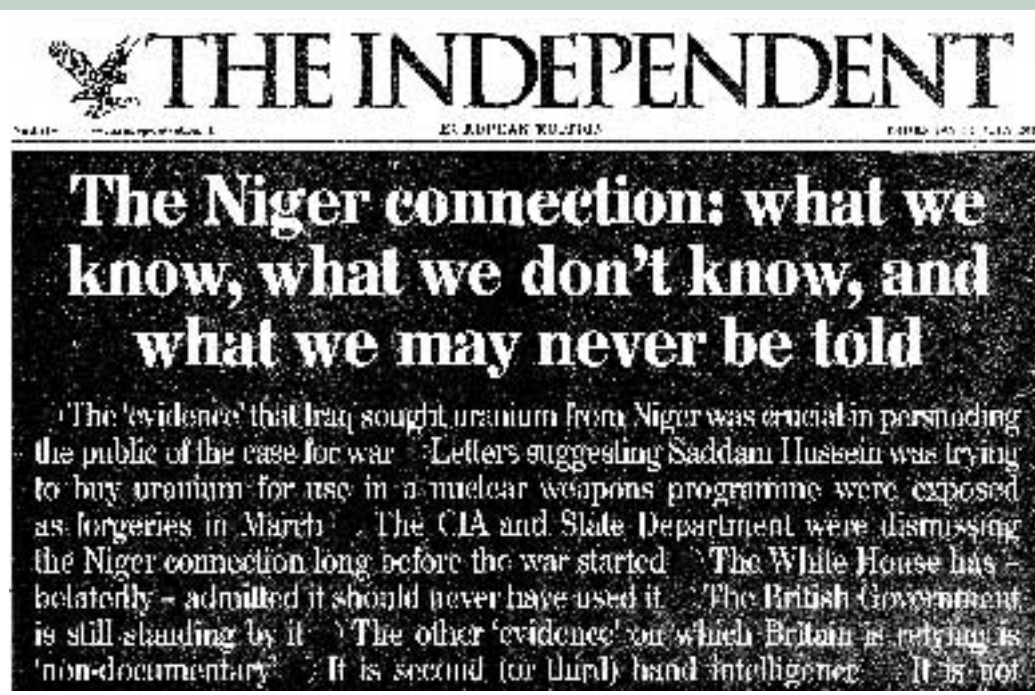 THE INDEPENDENT
EUROPEAN EDITION
The Niger connection: what we
know, what we don't know, and
what we may never be told
The 'evidence' that Iraq sought uranium from Niger was crucial in persuading
the public of the case for war Letters suggesting Saddam Hussein was trying
to buy uranium for use in a nuclear weapons programme were exposed
as forgeries in March The CIA and State Department were dismissing
the Niger connection long before the war started The White House has –
belatedly – admitted it should never have used it The British Government
is still standing by it The other 'evidence' on which Britain is relying is
'non-documentary' It is second (or third) hand intelligence It is not